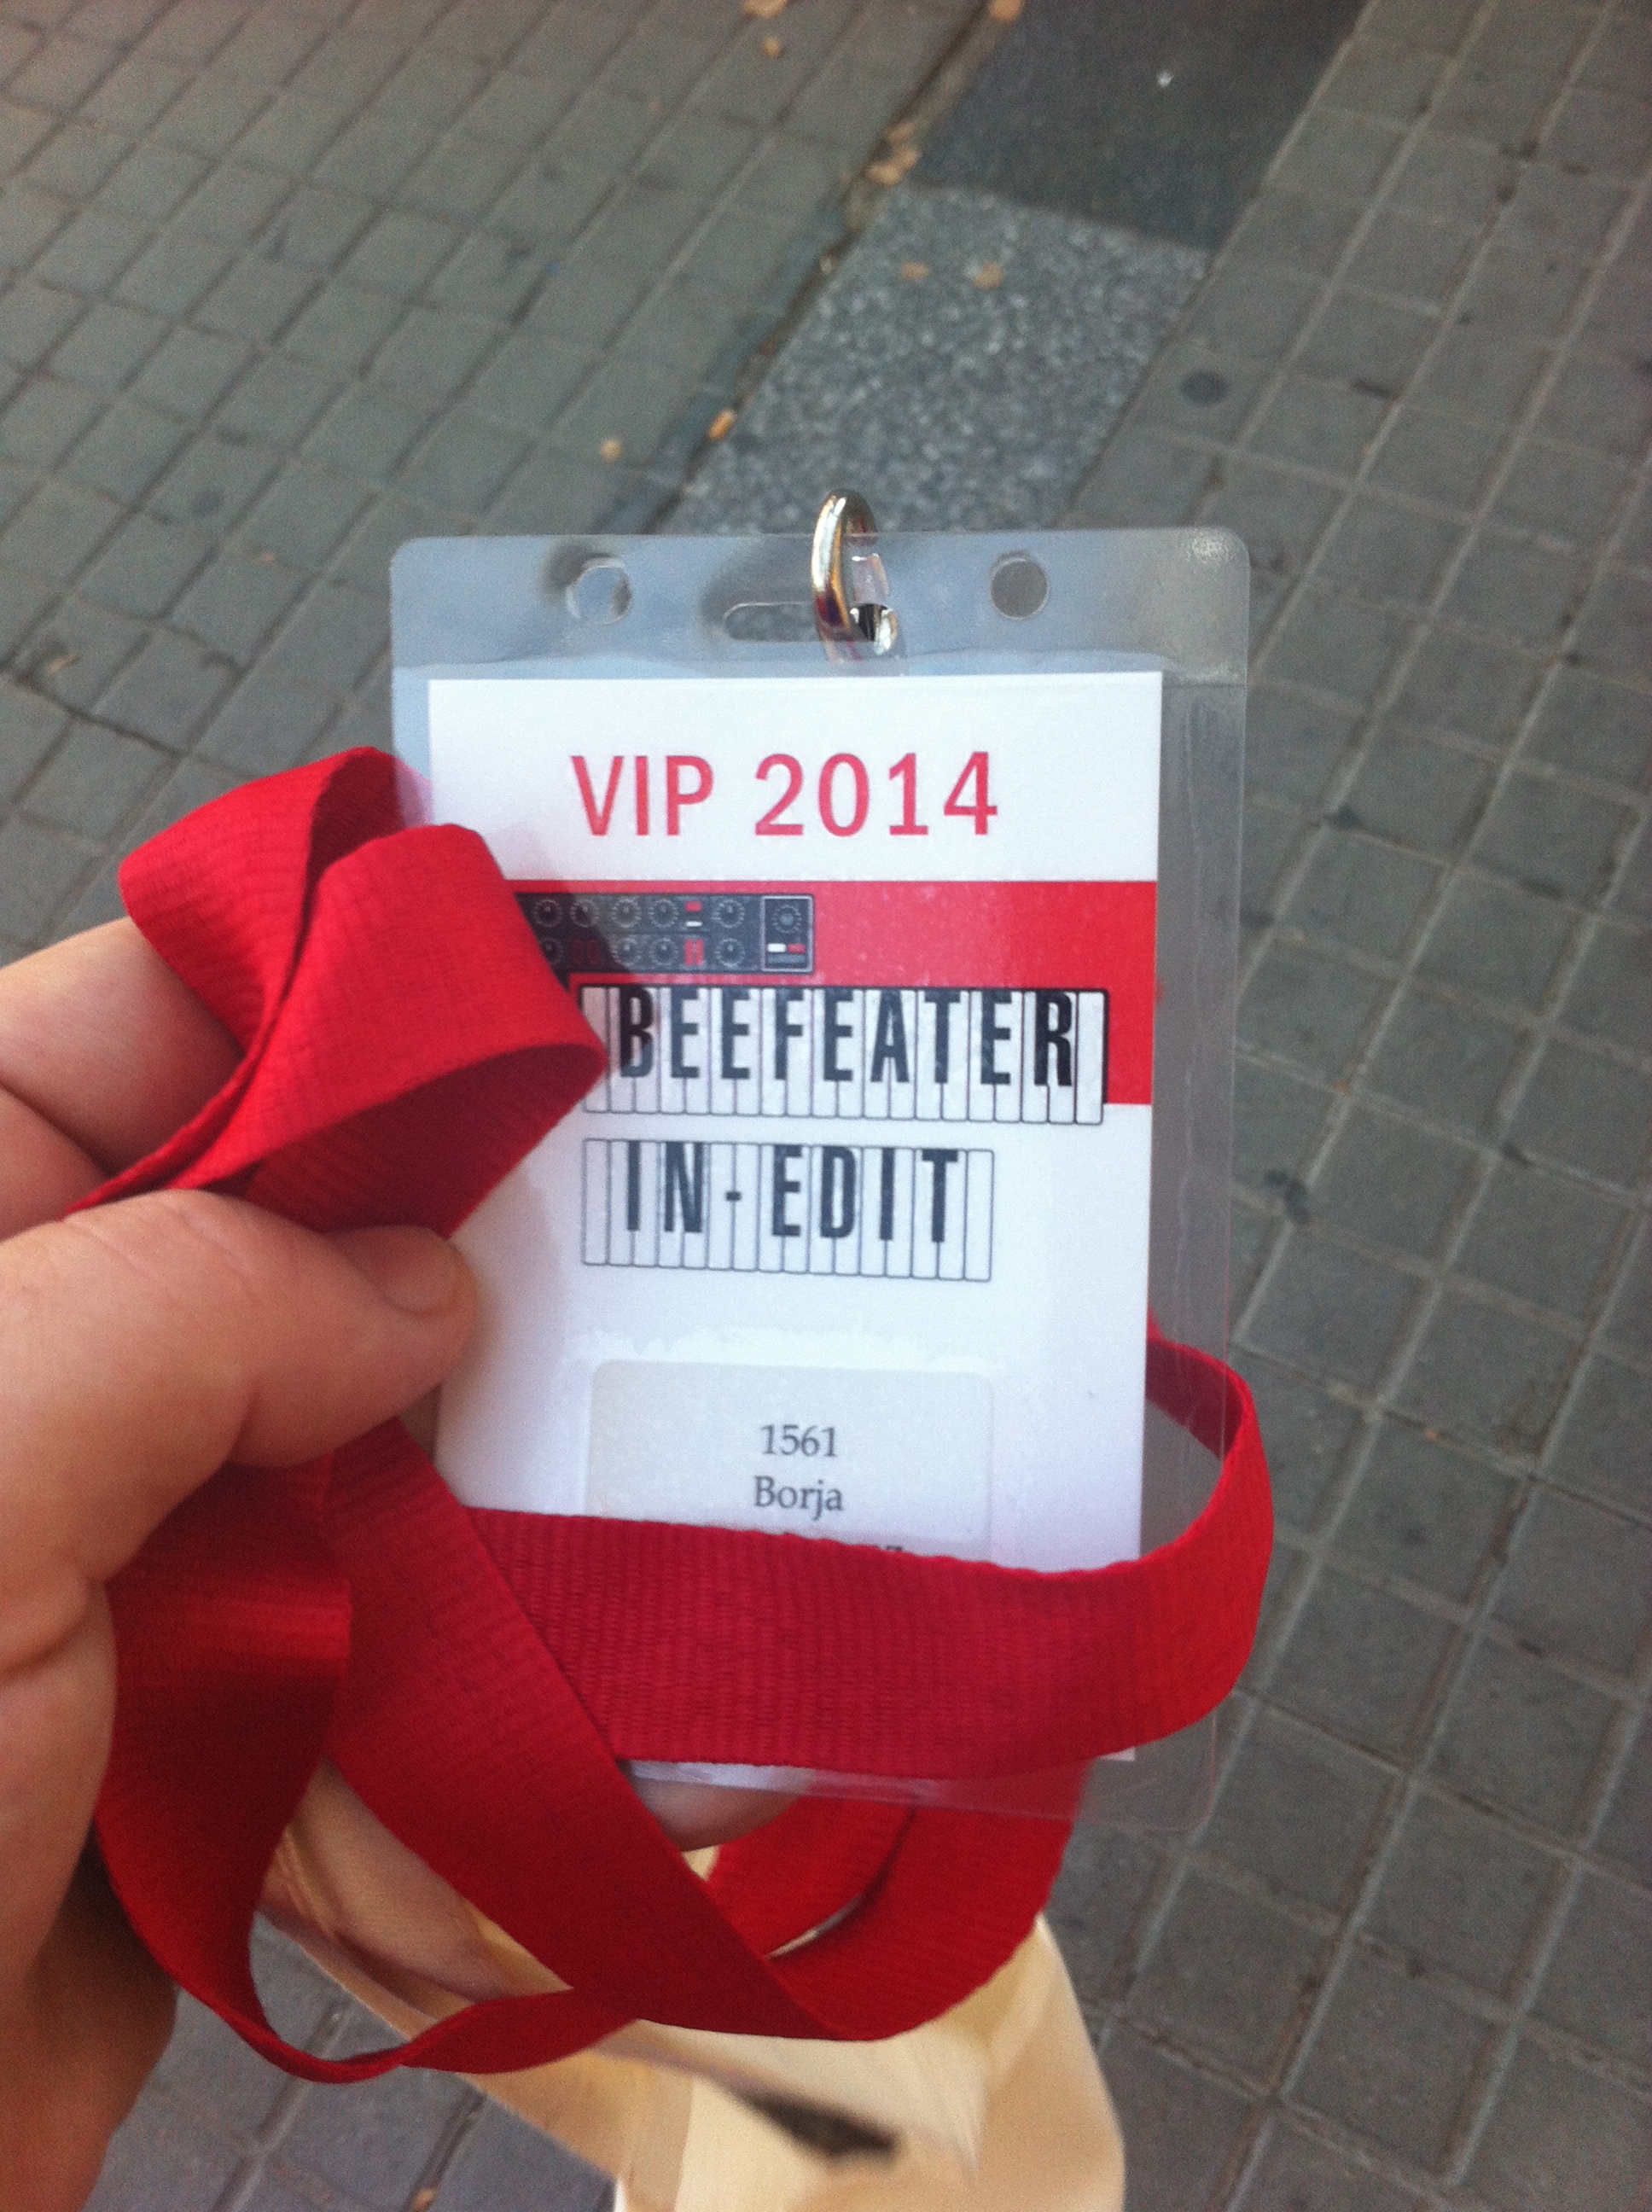 VIP 2014
BEEFEATER
IN-EDIT
1561
Borja